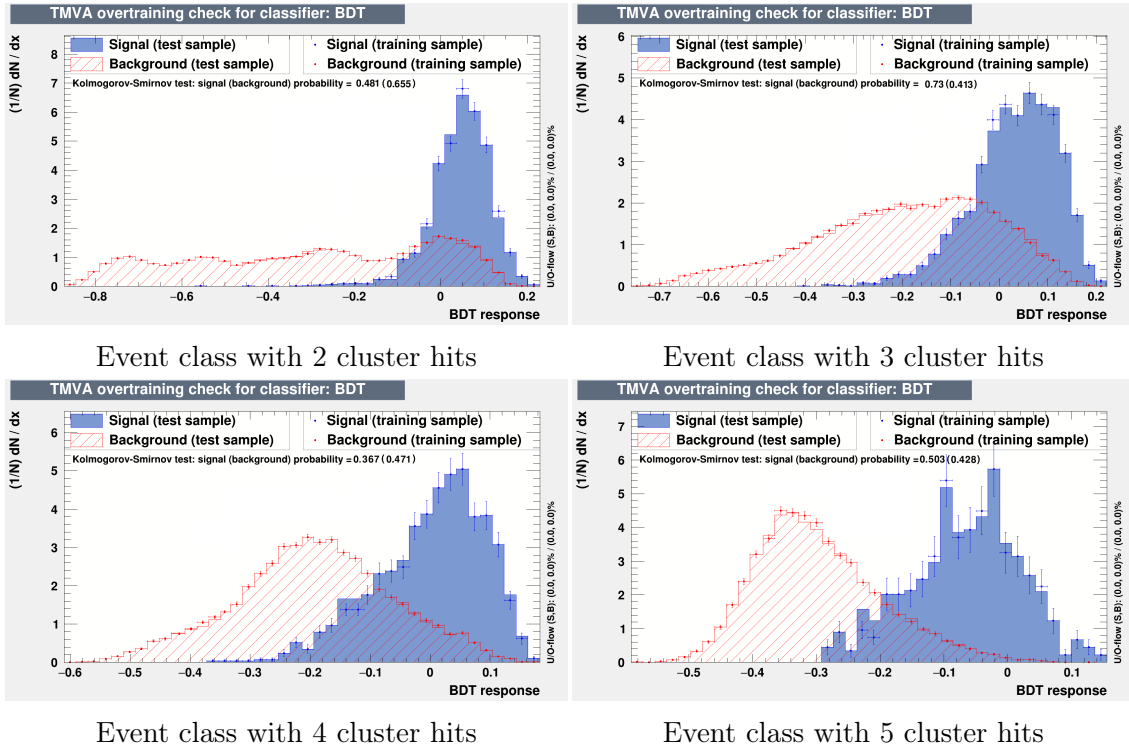 TMVA overtraining check for classifier: BDT
(1/N) dN / dx
Signal (test sample)
Signal (training sample)
Background (test sample)
Background (training sample)
Kolmogorov-Smirnov test: signal (background) probability = 0.481 (0.655)
8
7
6
5
4
3
2
1
0
−0.8 −0.6 −0.4 −0.2 0 0.2
BDT response
U/O-flow (S,B): (0.0, 0.0)% / (0.0, 0.0)%
Event class with 2 cluster hits
TMVA overtraining check for classifier: BDT
(1/N) dN / dx
Signal (test sample)
Signal (training sample)
Background (test sample)
Background (training sample)
Kolmogorov-Smirnov test: signal (background) probability = 0.73 (0.413)
6
5
4
3
2
1
0
−0.7 −0.6 −0.5 −0.4 −0.3 −0.2 −0.1 0 0.1 0.2
BDT response
U/O-flow (S,B): (0.0, 0.0)% / (0.0, 0.0)%
Event class with 3 cluster hits
TMVA overtraining check for classifier: BDT
(1/N) dN / dx
Signal (test sample)
Signal (training sample)
Background (test sample)
Background (training sample)
Kolmogorov-Smirnov test: signal (background) probability = 0.367 (0.471)
6
5
4
3
2
1
0
−0.6 −0.5 −0.4 −0.3 −0.2 −0.1 0 0.1
BDT response
U/O-flow (S,B): (0.0, 0.0)% / (0.0, 0.0)%
Event class with 4 cluster hits
TMVA overtraining check for classifier: BDT
(1/N) dN / dx
Signal (test sample)
Signal (training sample)
Background (test sample)
Background (training sample)
Kolmogorov-Smirnov test: signal (background) probability = 0.503 (0.428)
7
6
5
4
3
2
1
0
−0.5 −0.4 −0.3 −0.2 −0.1 0 0.1
BDT response
U/O-flow (S,B): (0.0, 0.0)% / (0.0, 0.0)%
Event class with 5 cluster hits